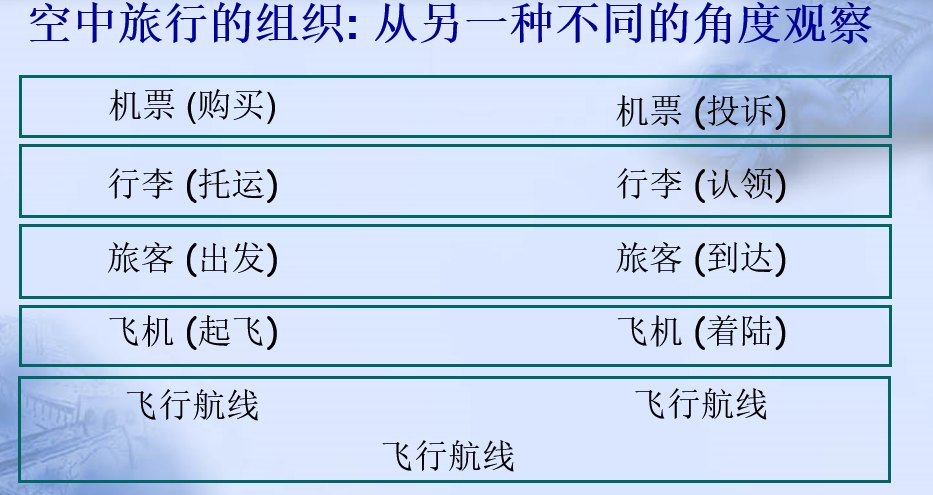 空中旅行的组织: 从另一种不同的角度观察
机票 (购买) 机票 (投诉)
行李 (托运) 行李 (认领)
旅客 (出发) 旅客 (到达)
飞机 (起飞) 飞机 (着陆)
飞行航线 飞行航线
飞行航线